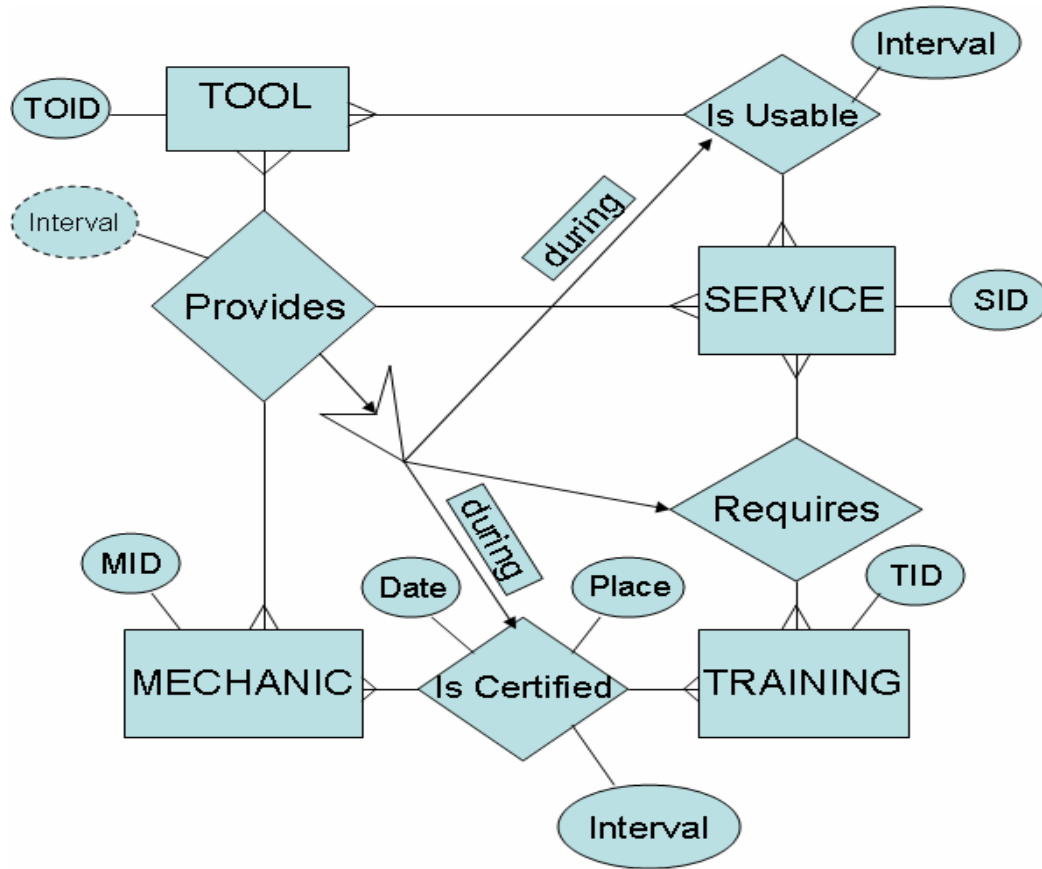 Interval
TOOL
TOID
Is Usable
Interval
during
Provides
SERVICE
SID
Requires
during
MID
Date
Place
TID
MECHANIC
Is Certified
TRAINING
Interval